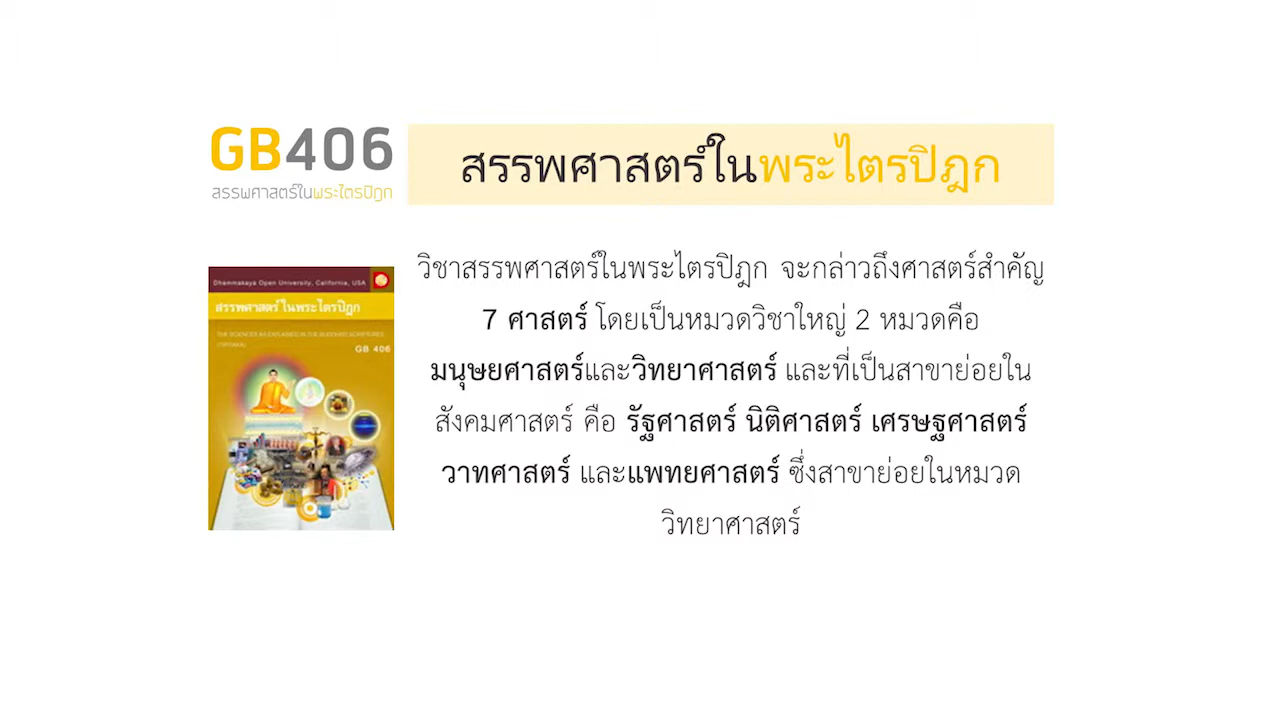 GB406
สรรพศาสตร์ในพระไตรปิฎก
สรรพศาสตร์ในพระไตรปิฎก
Dhammakaya Open University, California, USA
สรรพศาสตร์ในพระไตรปิฎก
THE SCIENCES AS EXPLAINED IN THE BUDDHIST SCRIPTURES
(TIPITAKA)
GB 406
วิชาสรรพศาสตร์ในพระไตรปิฎก จะกล่าวถึงศาสตร์สำคัญ
7 ศาสตร์ โดยเป็นหมวดวิชาใหญ่ 2 หมวดคือ
มนุษยศาสตร์และวิทยาศาสตร์ และที่เป็นสาขาย่อยใน
สังคมศาสตร์ คือ รัฐศาสตร์ นิติศาสตร์ เศรษฐศาสตร์
วาทศาสตร์ และแพทยศาสตร์ ซึ่งสาขาย่อยในหมวด
วิทยาศาสตร์